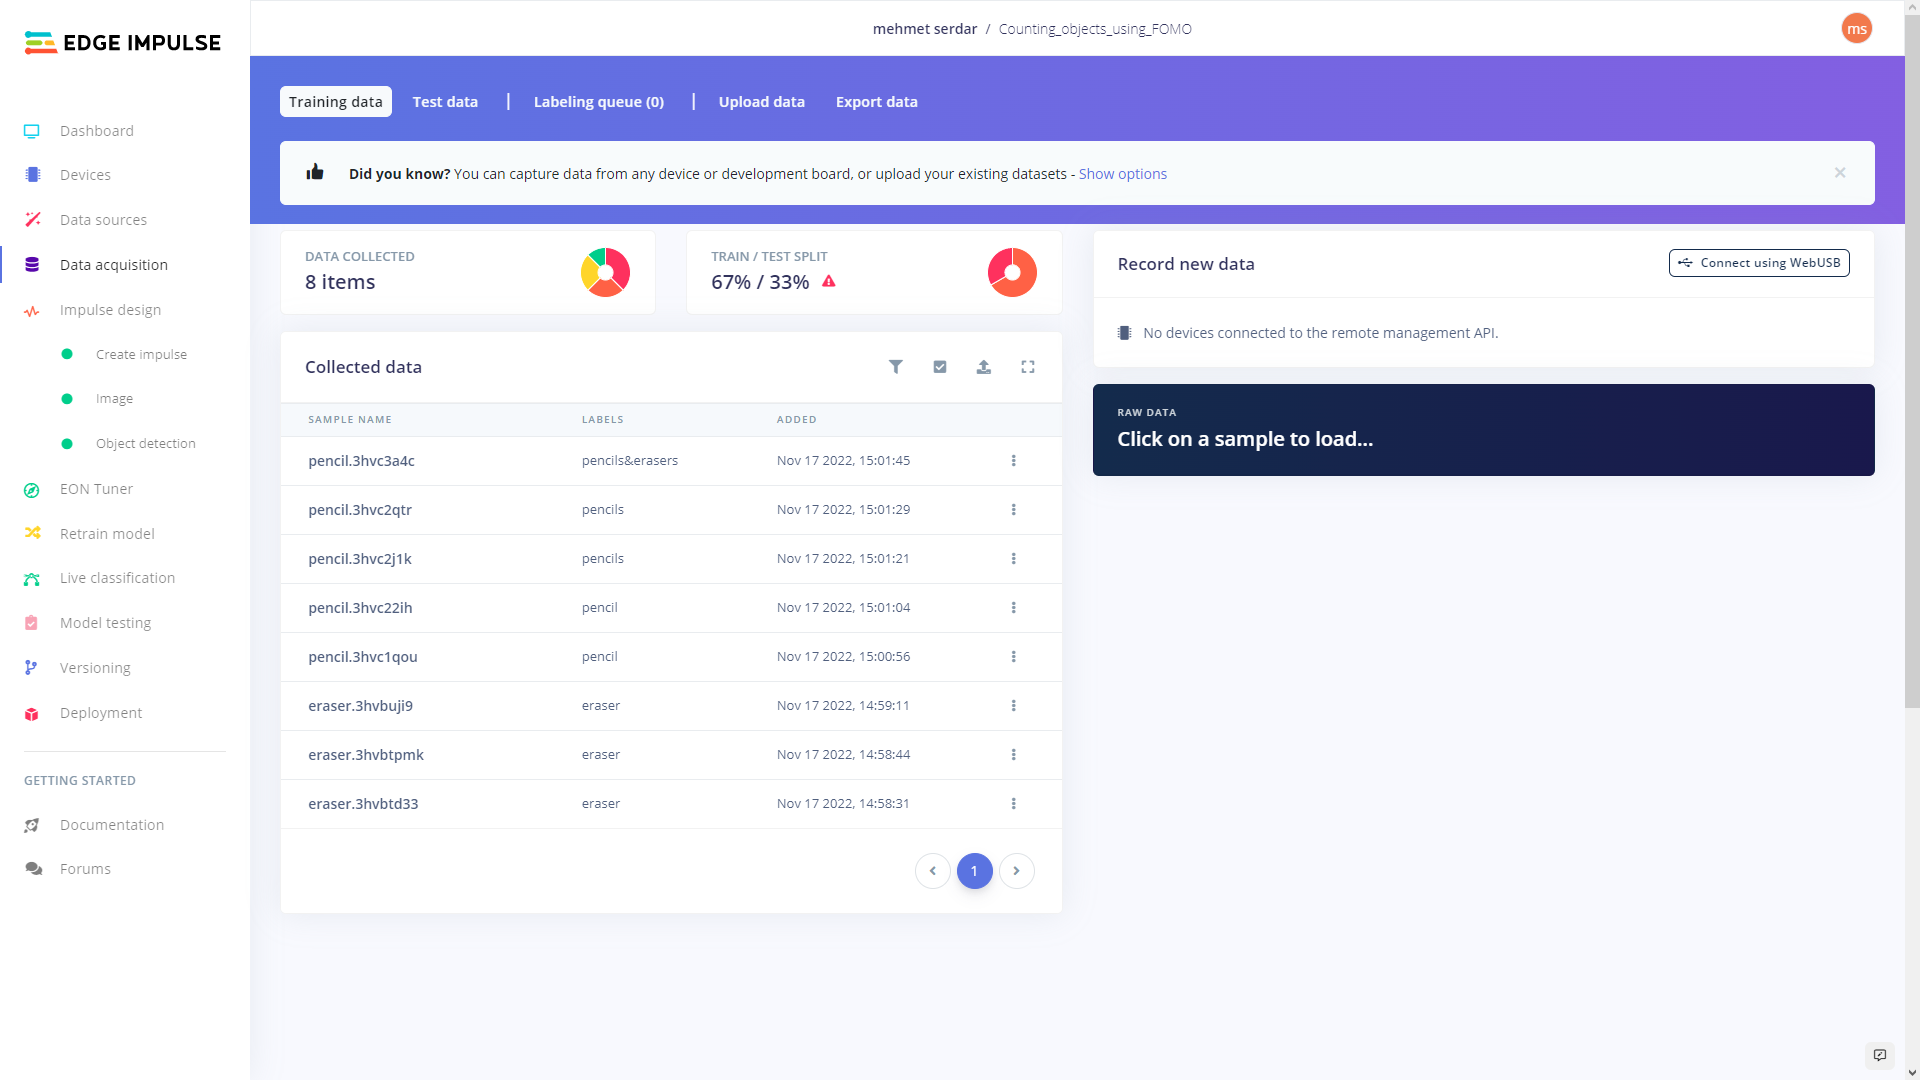 EDGE IMPULSE
mehmet serdar / Counting_objects_using_FOMO
ms
Dashboard
Devices
Data sources
Data acquisition
Impulse design
Create impulse
Image
Object detection
EON Tuner
Retrain model
Live classification
Model testing
Versioning
Deployment
GETTING STARTED
Documentation
Forums
Training data
Test data
Labeling queue (0)
Upload data
Export data
Did you know? You can capture data from any device or development board, or upload your existing datasets - Show options
DATA COLLECTED
8 items
TRAIN / TEST SPLIT
67% / 33%
Collected data
SAMPLE NAME LABELS ADDED
pencil.3hvc3a4c pencils&erasers Nov 17 2022, 15:01:45
pencil.3hvc2qtr pencils Nov 17 2022, 15:01:29
pencil.3hvc2j1k pencils Nov 17 2022, 15:01:21
pencil.3hvc22ih pencil Nov 17 2022, 15:01:04
pencil.3hvc1qou pencil Nov 17 2022, 15:00:56
eraser.3hvbuji9 eraser Nov 17 2022, 14:59:11
eraser.3hvbtpmk eraser Nov 17 2022, 14:58:44
eraser.3hvbtd33 eraser Nov 17 2022, 14:58:31
1
Record new data
Connect using WebUSB
No devices connected to the remote management API.
RAW DATA
Click on a sample to load...